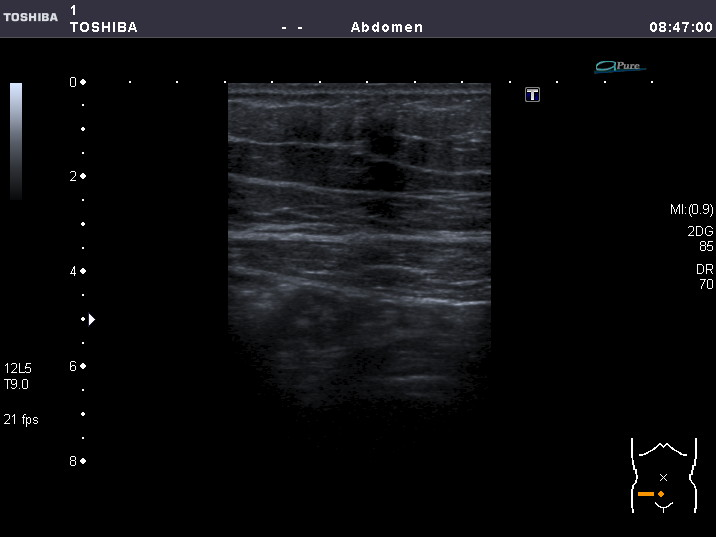 TOSHIBA
1
TOSHIBA
- -
Abdomen
08:47:00
aPure
T
0
2
4
6
8
MI:(0.9)
2DG
85
DR
70
12L5
T9.0
21 fps